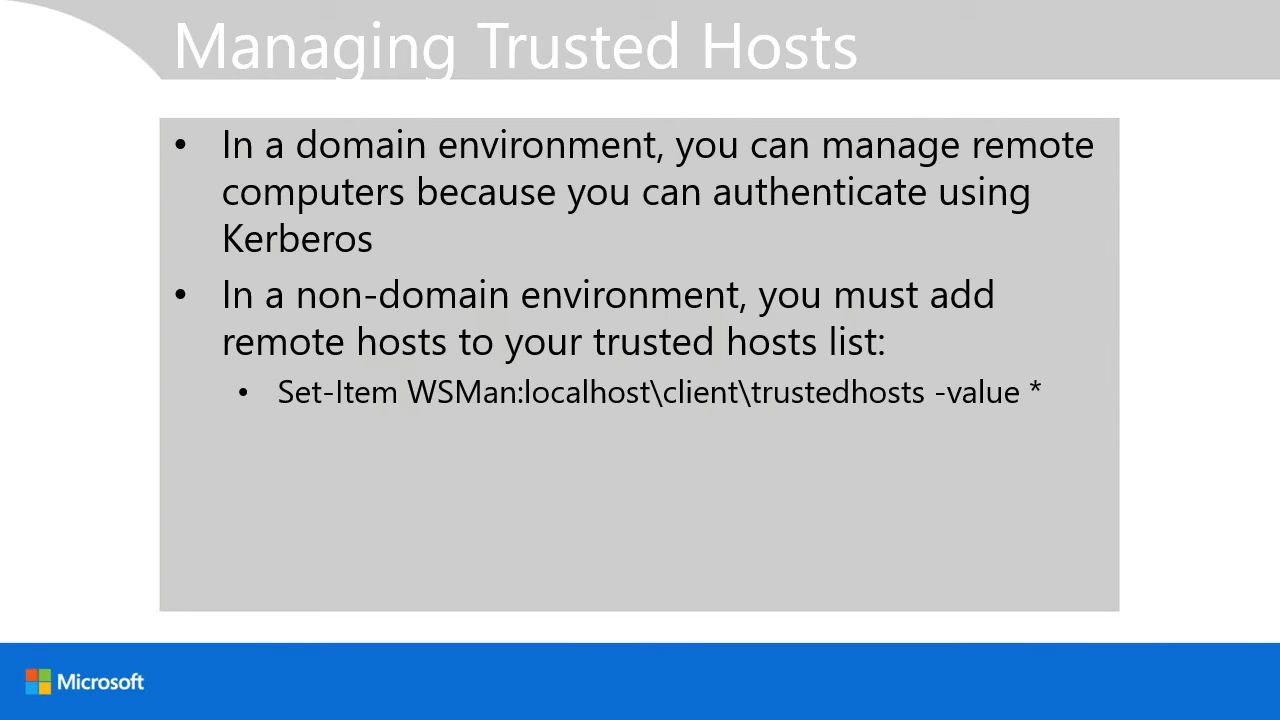 Managing Trusted Hosts
• In a domain environment, you can manage remote
computers because you can authenticate using
Kerberos
• In a non-domain environment, you must add
remote hosts to your trusted hosts list:
• Set-Item WSMan:localhost\client\trustedhosts -value *
Microsoft